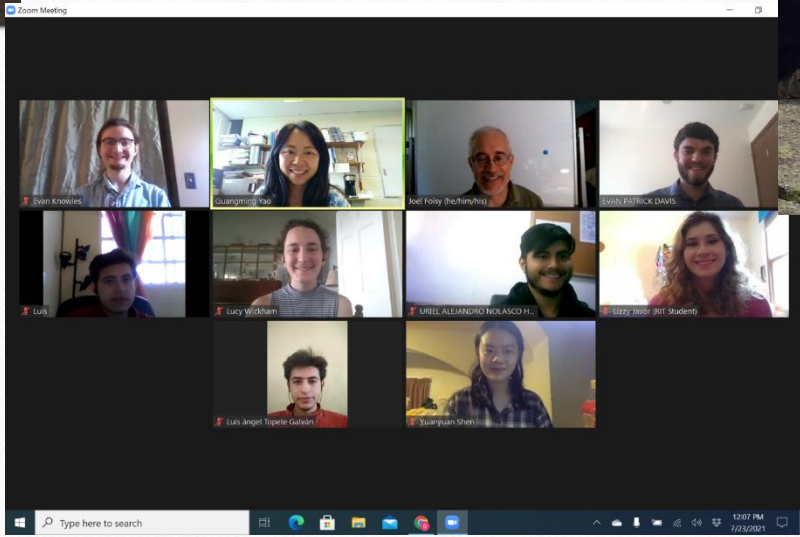 Zoom Meeting
Evan Knowles
Guangming Yao
Joel Foisy (he/him/his)
EVAN PATRICK DAVIS
Luis
Lucy Wickham
URIEL ALEJANDRO NOLASCO H...
Lizzy Javor (RIT Student)
Luis ángel Topete Galván
Yuanyuan Shen
Type here to search
12:07 PM
7/23/2021